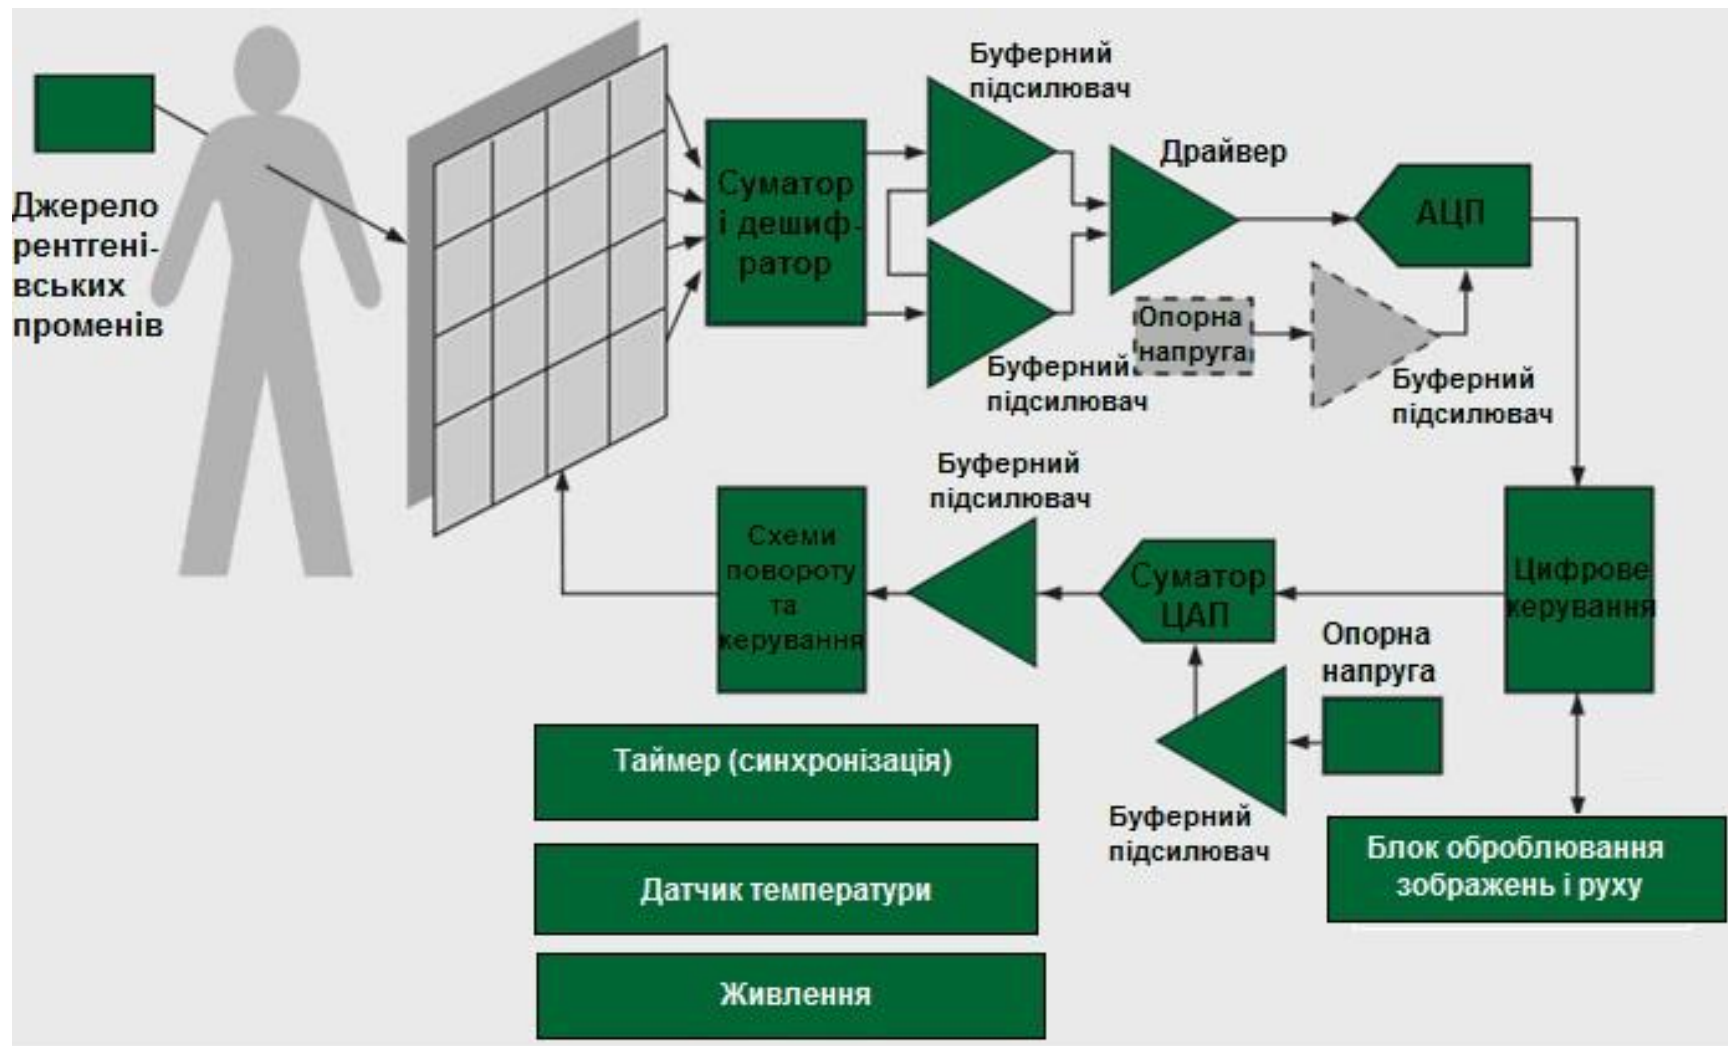 Джерело
рентгені-
вських
променів
Суматор
і дешиф-
ратор
Буферний
підсилювач
Буферний
підсилювач
Драйвер
АЦП
Опорна
напруга
Буферний
підсилювач
Схеми
повороту
та
керування
Буферний
підсилювач
Суматор
ЦАП
Цифрове
керування
Опорна
напруга
Буферний
підсилювач
Таймер (синхронізація)
Датчик температури
Живлення
Блок оброблювання
зображень і руху